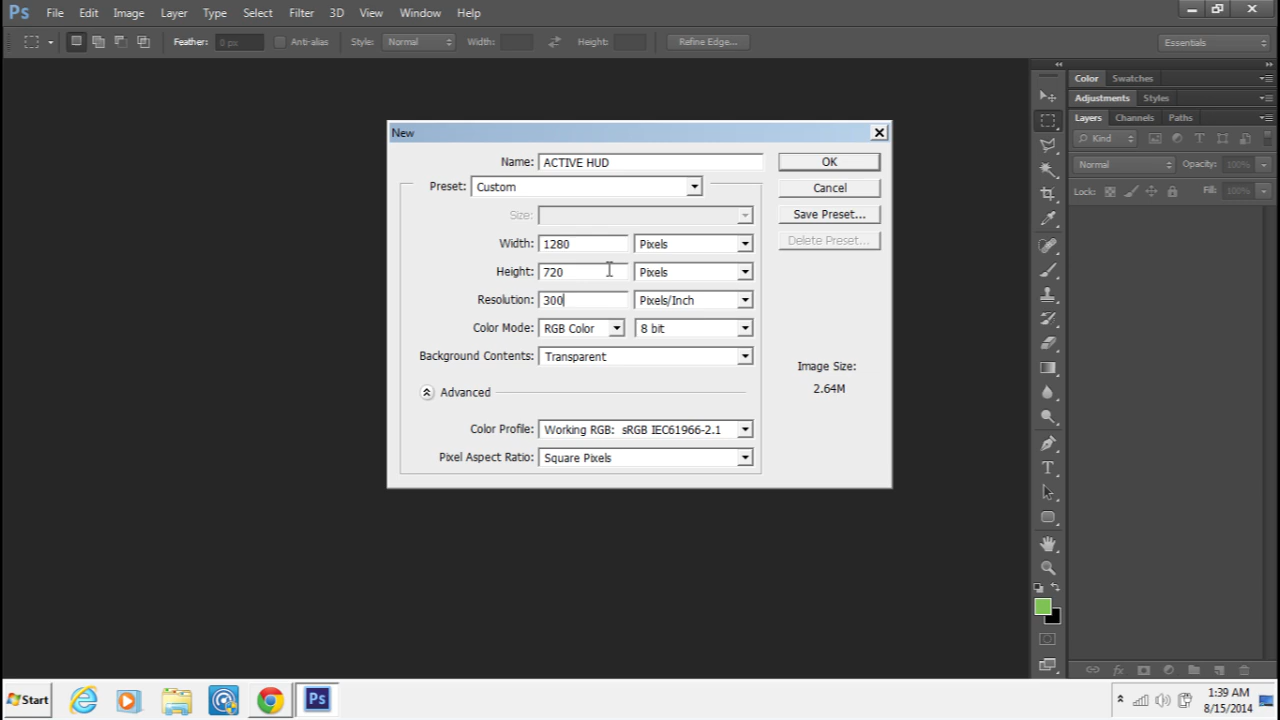 Ps File Edit Image Layer Type Select Filter 3D View Window Help
Feather: 0 px Anti-alias Style: Normal Width: Height: Refine Edge... Essentials
Color Swatches
Adjustments Styles
Layers Channels Paths
Kind
Normal Opacity: 100%
Lock: Fill: 100%
New
Name: ACTIVE HUD OK
Preset: Custom Cancel
Size: Save Preset...
Width: 1280 Pixels Delete Preset...
Height: 720 Pixels
Resolution: 300 Pixels/Inch
Color Mode: RGB Color 8 bit
Background Contents: Transparent Image Size:
2.64M
Advanced
Color Profile: Working RGB: sRGB IEC61966-2.1
Pixel Aspect Ratio: Square Pixels
T
fx
Start Ps 1:39 AM
8/15/2014